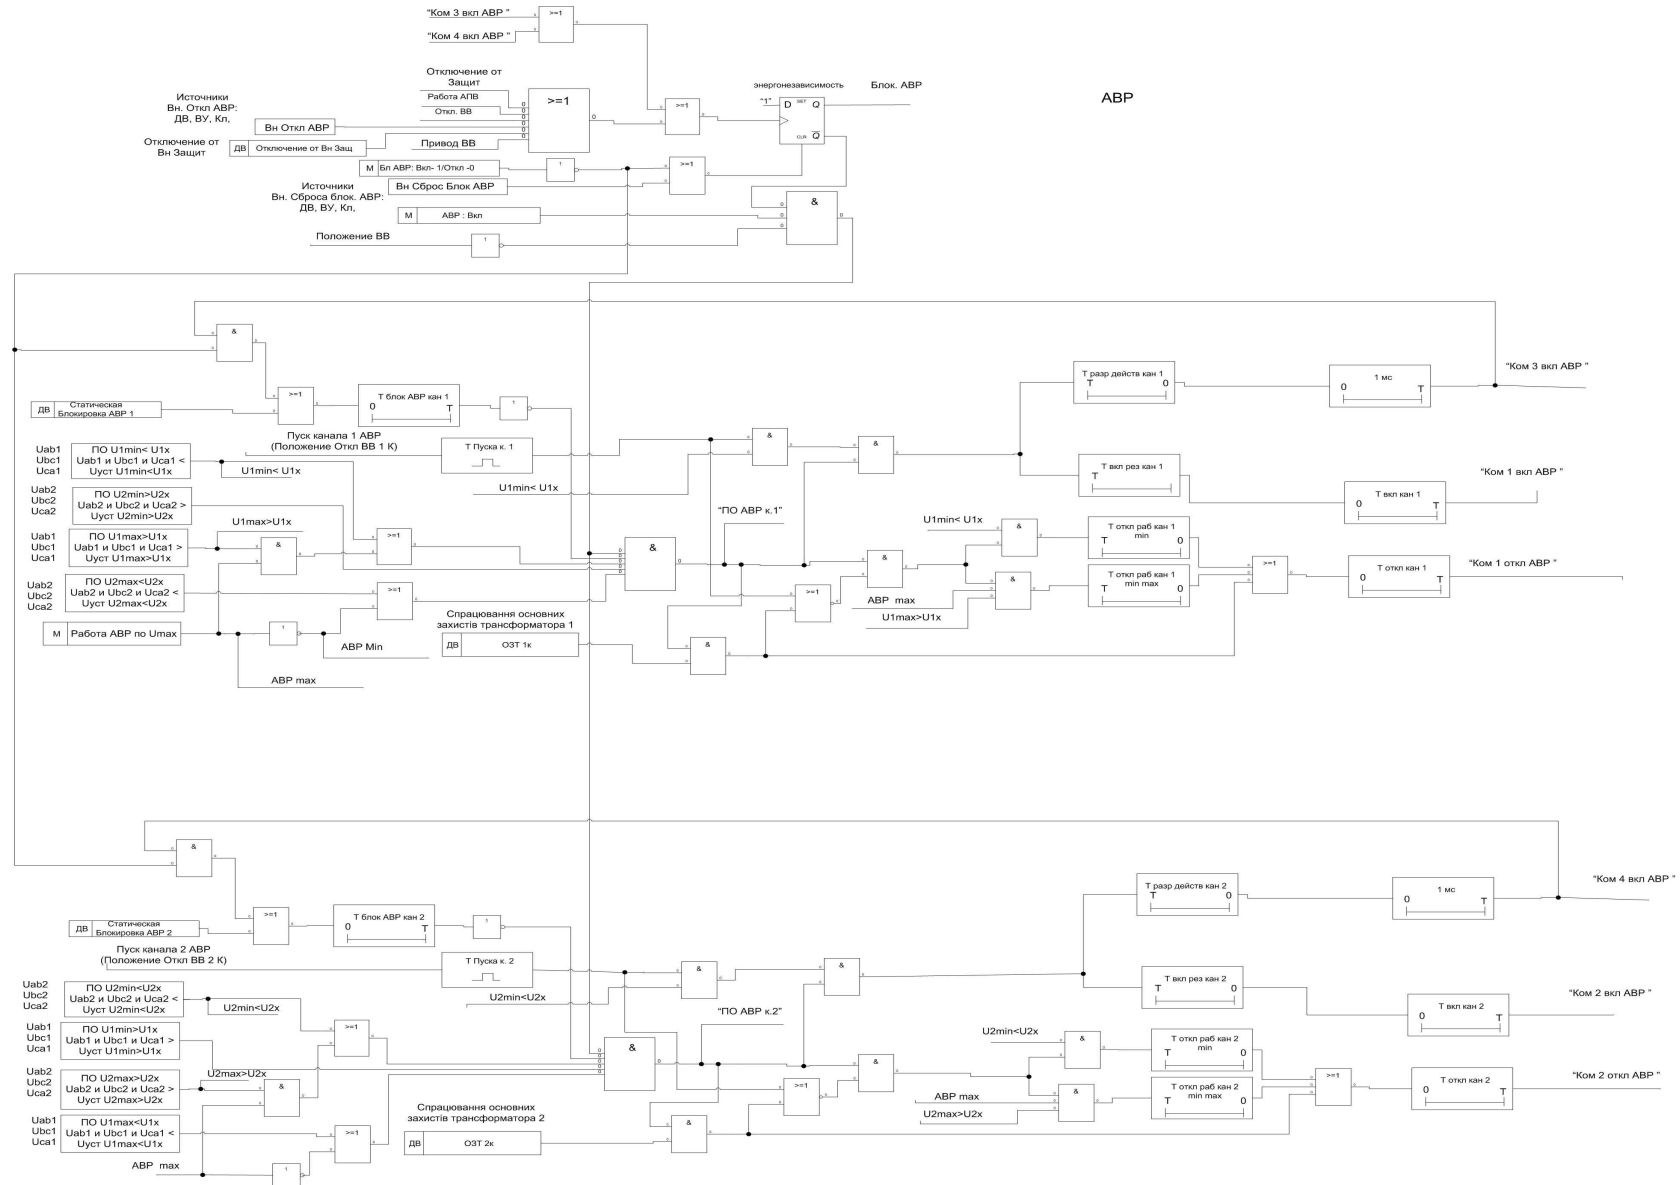 "Ком 3 вкл АВР "
"Ком 4 вкл АВР "
>=1
АВР
Отключение от
Защит
Работа АПВ
Откл. ВВ
>=1
Источники
Вн. Откл АВР:
ДВ, ВУ, Кл,
Вн Откл АВР
Отключение от
Вн Защит
ДВ Отключение от Вн Защ
Привод ВВ
>=1
энергонезависимость
"1"
D SET Q
CLR Q
Блок. АВР
М Бл АВР: Вкл- 1/Откл -0
1
>=1
Источники
Вн. Сброса блок. АВР:
ДВ, ВУ, Кл,
Вн Сброс Блок АВР
М АВР : Вкл
&
Положение ВВ
1
&
>=1
ДВ Статическая
Блокировка АВР 1
Т блок АВР кан 1
0 Т
1
Т разр действ кан 1
Т 0
1 мс
0 Т
"Ком 3 вкл АВР "
Пуск канала 1 АВР
(Положение Откл ВВ 1 К)
Т Пуска к. 1
&
&
U1min< U1x
Т вкл рез кан 1
Т
Т вкл кан 1
0 Т
"Ком 1 вкл АВР "
Uab1
Ubc1
Uca1
ПО U1min< U1x
Uab1 и Ubc1 и Uca1 <
Uуст U1min<U1x
U1min< U1x
Uab2
Ubc2
Uca2
ПО U2min>U2x
Uab2 и Ubc2 и Uca2 >
Uуст U2min>U2x
Uab1
Ubc1
Uca1
ПО U1max>U1x
Uab1 и Ubc1 и Uca1 >
Uуст U1max>U1x
U1max>U1x
&
>=1
Uab2
Ubc2
Uca2
ПО U2max<U2x
Uab2 и Ubc2 и Uca2 <
Uуст U2max<U2x
>=1
М Работа АВР по Umax
1
АВР Min
АВР max
&
"ПО АВР к.1"
Спрацювання основних
захистів трансформатора 1
ДВ ОЗТ 1к
&
>=1
&
U1min< U1x
&
АВР max
U1max>U1x
&
Т откл раб кан 1
min
Т 0
Т откл раб кан 1
min max
Т 0
>=1
Т откл кан 1
0 Т
"Ком 1 откл АВР "
&
>=1
ДВ Статическая
Блокировка АВР 2
Т блок АВР кан 2
0 Т
1
Т разр действ кан 2
Т 0
1 мс
0 Т
"Ком 4 вкл АВР "
Пуск канала 2 АВР
(Положение Откл ВВ 2 К)
Т Пуска к. 2
&
&
U2min<U2x
Т вкл рез кан 2
Т 0
Т вкл кан 2
0 Т
"Ком 2 вкл АВР "
Uab2
Ubc2
Uca2
ПО U2min<U2x
Uab2 и Ubc2 и Uca2 <
Uуст U2min<U2x
U2min<U2x
Uab1
Ubc1
Uca1
ПО U1min>U1x
Uab1 и Ubc1 и Uca1 >
Uуст U1min>U1x
>=1
Uab2
Ubc2
Uca2
ПО U2max>U2x
Uab2 и Ubc2 и Uca2 >
Uуст U2max>U2x
U2max>U2x
&
Uab1
Ubc1
Uca1
ПО U1max<U1x
Uab1 и Ubc1 и Uca1 <
Uуст U1max<U1x
>=1
АВР max
1
&
"ПО АВР к.2"
Спрацювання основних
захистів трансформатора 2
ДВ ОЗТ 2к
&
>=1
&
U2min<U2x
&
АВР max
U2max>U2x
&
Т откл раб кан 2
min
Т 0
Т откл раб кан 2
min max
Т 0
>=1
Т откл кан 2
0 Т
"Ком 2 откл АВР "